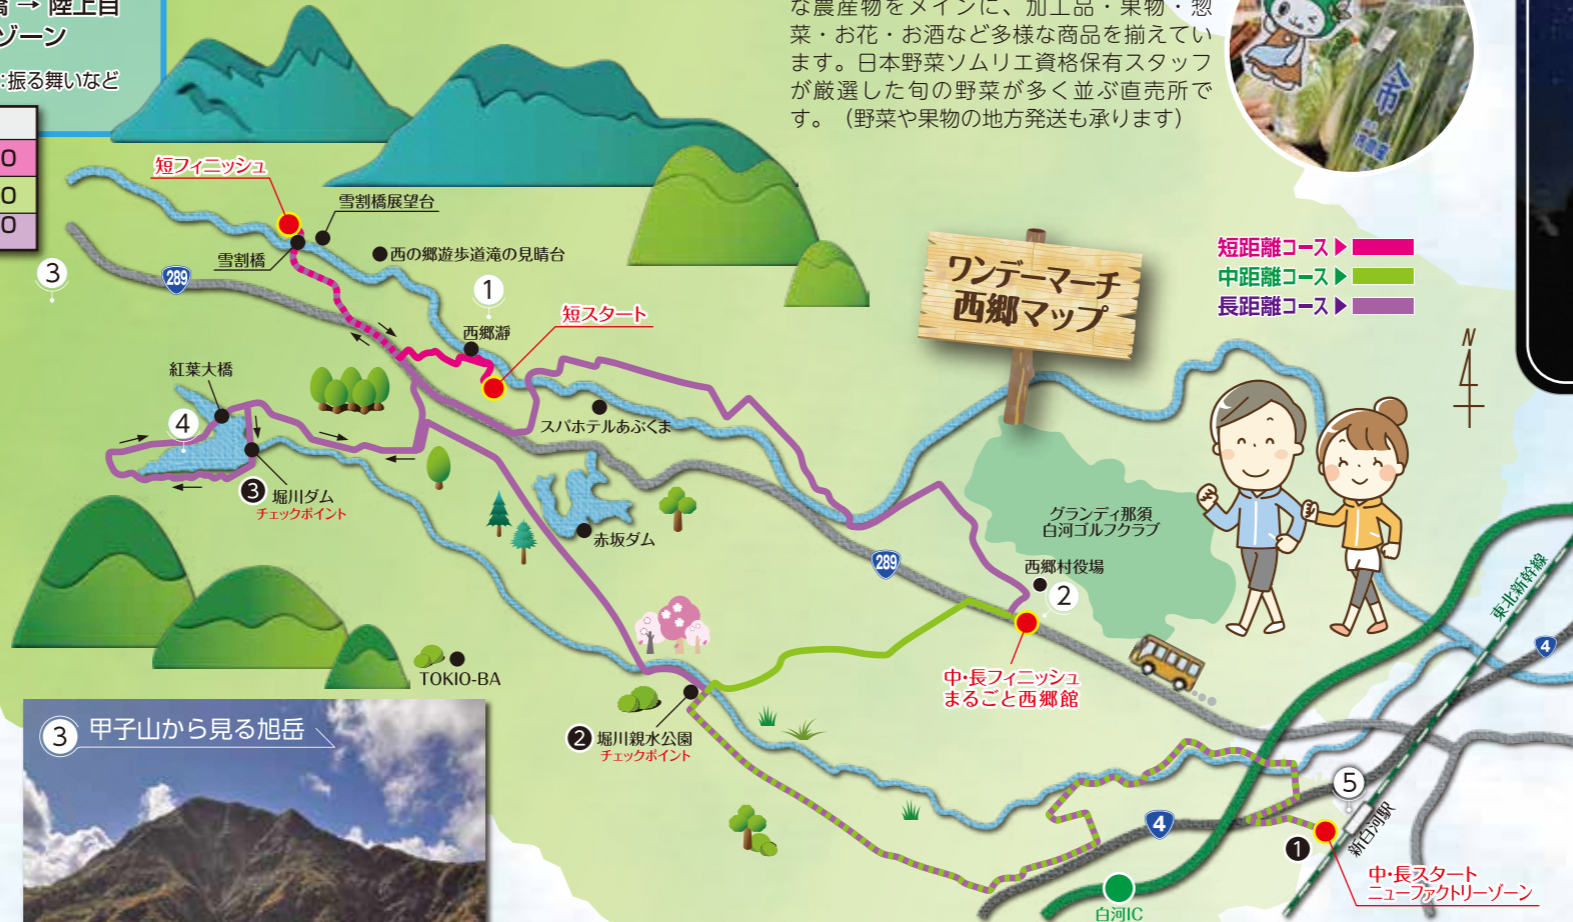 橋 → 陸上自
ゾーン
:振る舞いなど
0
0
0
な農産物をメインに、加工品・果物・惣
菜・お花・お酒など多様な商品を揃えてい
ます。日本野菜ソムリエ資格保有スタッフ
が厳選した旬の野菜が多く並ぶ直売所で
す。（野菜や果物の地方発送も承ります）
市
短フィニッシュ
雪割橋展望台
雪割橋
西の郷遊歩道滝の見晴台
3
289
1
西郷瀞
短スタート
ワンデーマーチ
西郷マップ
短距離コース▶
中距離コース▶
長距離コース▶
N
紅葉大橋
4
スパホテルあぶくま
❸ 堀川ダム
チェックポイント
赤坂ダム
グランディ那須
白河ゴルフクラブ
289
西郷村役場
2
東北新幹線
4
TOKIO-BA
中・長フィニッシュ
まるごと西郷館
❷ 堀川親水公園
チェックポイント
3 甲子山から見る旭岳
4
5
新白河駅
❶
中・長スタート
ニューファクトリーゾーン
白河IC